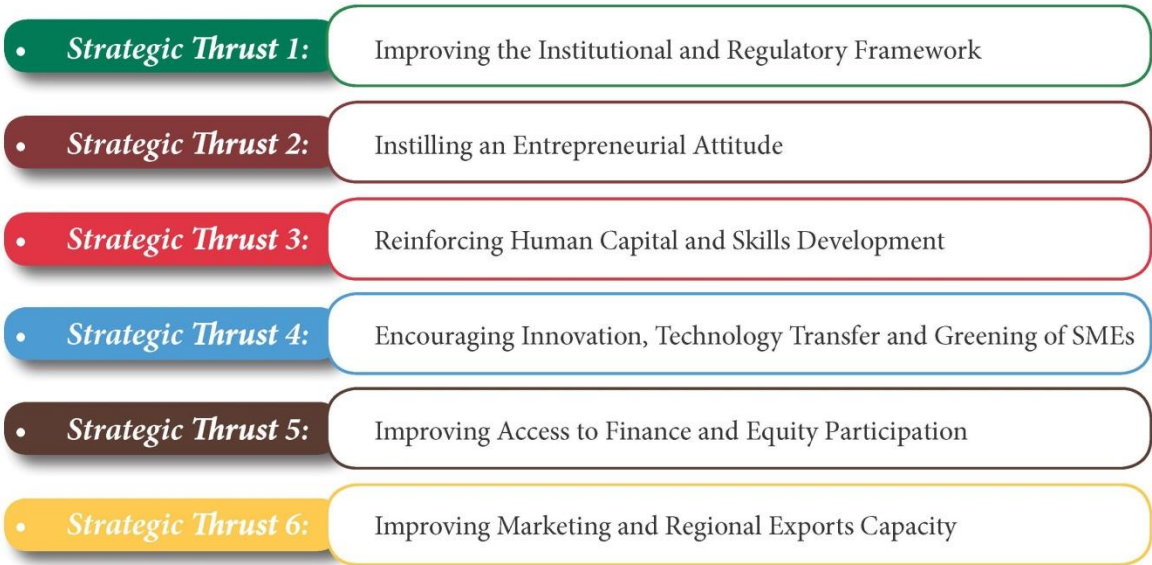 • Strategic Thrust 1: Improving the Institutional and Regulatory Framework
• Strategic Thrust 2: Instilling an Entrepreneurial Attitude
• Strategic Thrust 3: Reinforcing Human Capital and Skills Development
• Strategic Thrust 4: Encouraging Innovation, Technology Transfer and Greening of SMEs
• Strategic Thrust 5: Improving Access to Finance and Equity Participation
• Strategic Thrust 6: Improving Marketing and Regional Exports Capacity